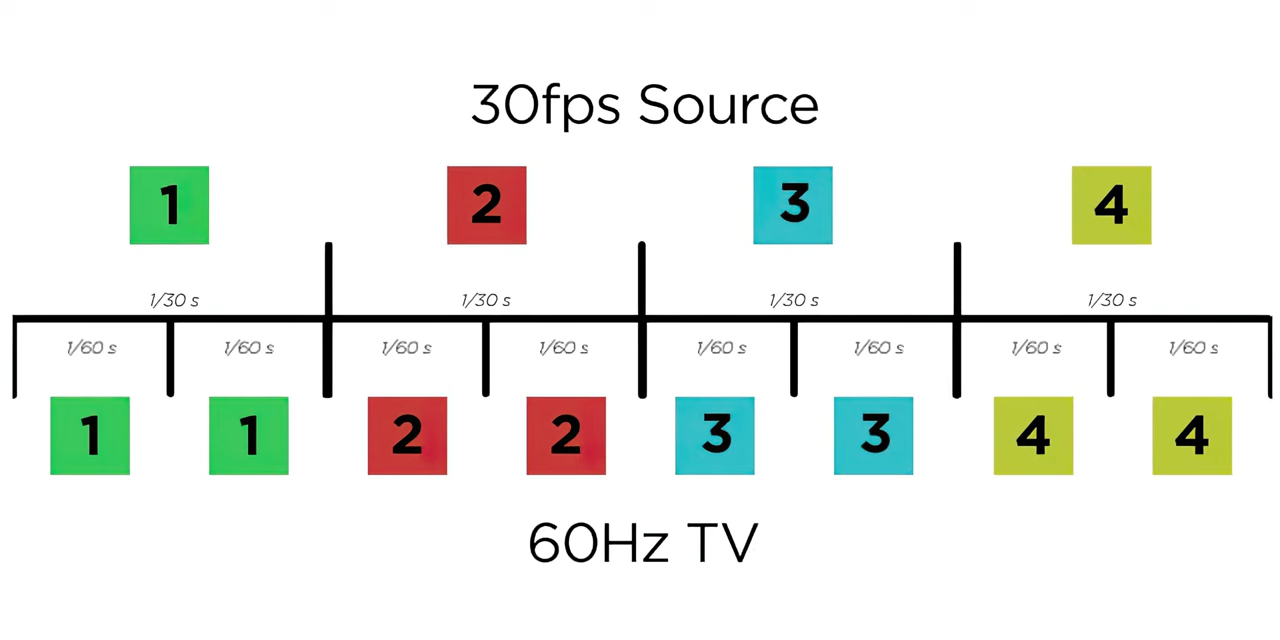 30fps Source
1 2 3 4
1/30 s 1/30 s 1/30 s 1/30 s
1/60 s 1/60 s 1/60 s 1/60 s 1/60 s 1/60 s 1/60 s 1/60 s
1 1 2 2 3 3 4 4
60Hz TV